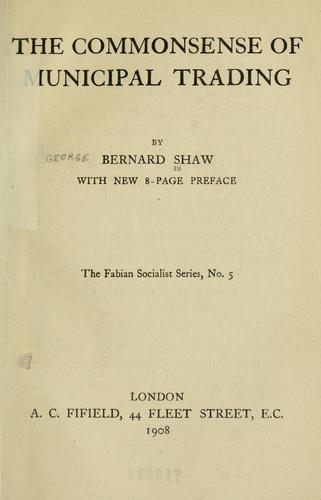 THE COMMONSENSE OF
MUNICIPAL TRADING
BY
GEORGE BERNARD SHAW
WITH NEW 8-PAGE PREFACE
The Fabian Socialist Series, No. 5
LONDON
A. C. FIFIELD, 44 FLEET STREET, E.C.
1908